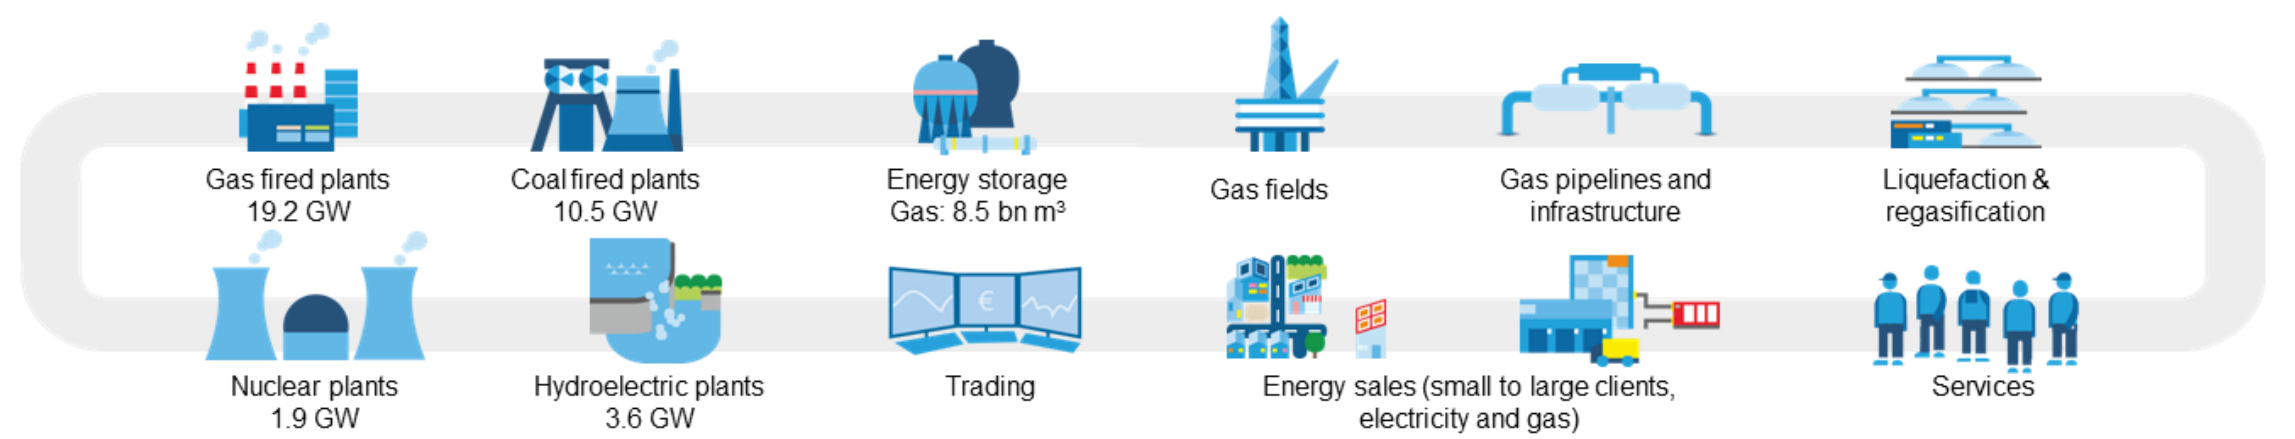 Gas fired plants
19.2 GW
Coal fired plants
10.5 GW
Energy storage
Gas: 8.5 bn m³
Gas fields
Gas pipelines and
infrastructure
Liquefaction &
regasification
Nuclear plants
1.9 GW
Hydroelectric plants
3.6 GW
€
Trading
Energy sales (small to large clients,
electricity and gas)
Services